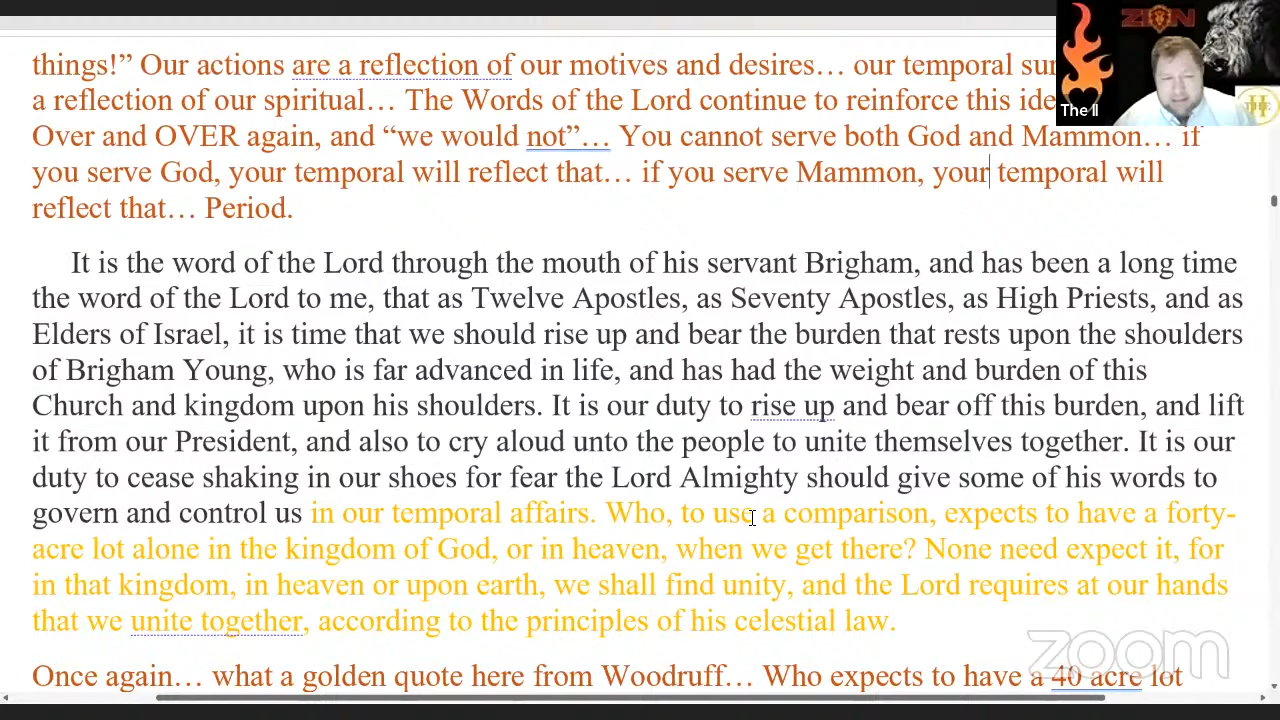 things!” Our actions are a reflection of our motives and desires… our temporal
a reflection of our spiritual… The Words of the Lord continue to reinforce this
Over and OVER again, and “we would not”… You cannot serve both God and Mammon… if
you serve God, your temporal will reflect that… if you serve Mammon, your temporal will
reflect that… Period.
It is the word of the Lord through the mouth of his servant Brigham, and has been a long time
the word of the Lord to me, that as Twelve Apostles, as Seventy Apostles, as High Priests, and as
Elders of Israel, it is time that we should rise up and bear the burden that rests upon the shoulders
of Brigham Young, who is far advanced in life, and has had the weight and burden of this
Church and kingdom upon his shoulders. It is our duty to rise up and bear off this burden, and lift
it from our President, and also to cry aloud unto the people to unite themselves together. It is our
duty to cease shaking in our shoes for fear the Lord Almighty should give some of his words to
govern and control us in our temporal affairs. Who, to use a comparison, expects to have a forty-
acre lot alone in the kingdom of God, or in heaven, when we get there? None need expect it, for
in that kingdom, in heaven or upon earth, we shall find unity, and the Lord requires at our hands
that we unite together, according to the principles of his celestial law.
Once again… what a golden quote here from Woodruff… Who expects to have a 40 acre lot
ZION
The II
zoom